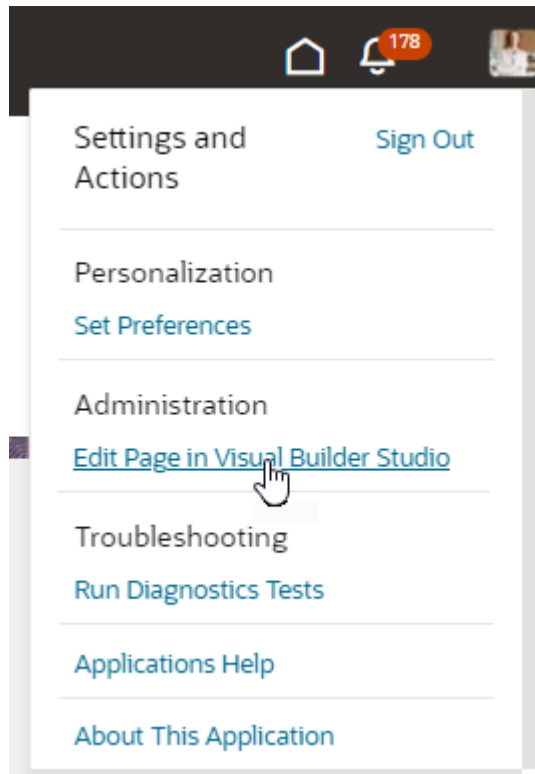 178
Settings and Sign Out
Actions
Personalization
Set Preferences
Administration
Edit Page in Visual Builder Studio
Troubleshooting
Run Diagnostics Tests
Applications Help
About This Application